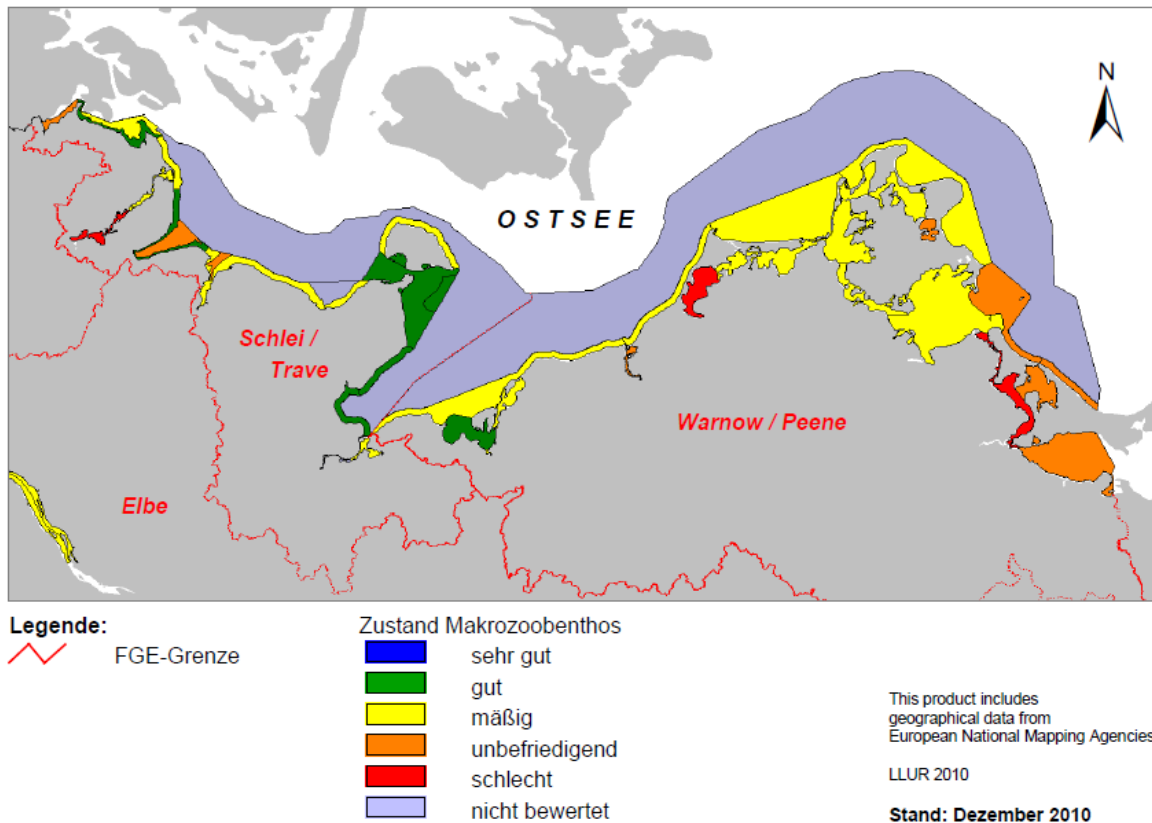 N
OSTSEE
Schlei /
Trave
Warnow / Peene
Elbe
Legende:
FGE-Grenze
Zustand Makrozoobenthos
sehr gut
gut
mäßig
unbefriedigend
schlecht
nicht bewertet
This product includes
geographical data from
European National Mapping Agencies
LLUR 2010
Stand: Dezember 2010